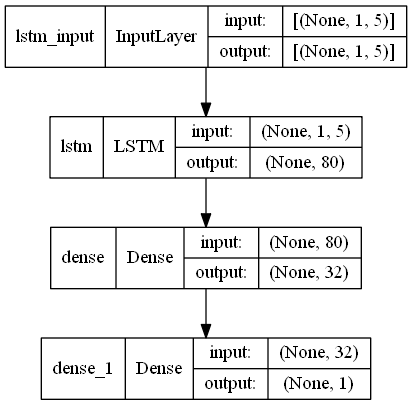 lstm_input InputLayer input: [(None, 1, 5)]
output: [(None, 1, 5)]
lstm LSTM input: (None, 1, 5)
output: (None, 80)
dense Dense input: (None, 80)
output: (None, 32)
dense_1 Dense input: (None, 32)
output: (None, 1)